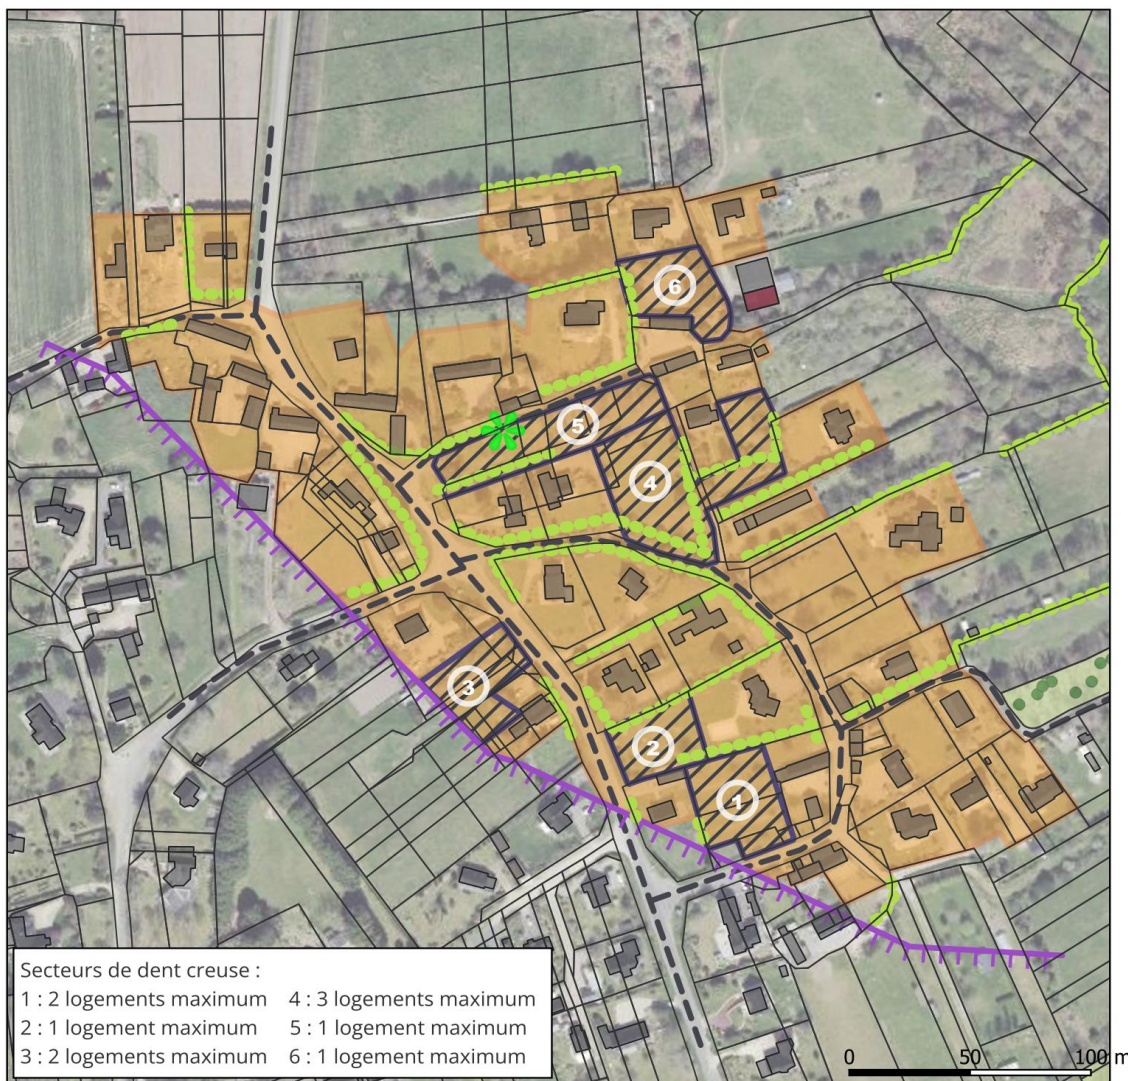 6
5
4
3
2
1
Secteurs de dent creuse :
1 : 2 logements maximum 4 : 3 logements maximum
2 : 1 logement maximum 5 : 1 logement maximum
3 : 2 logements maximum 6 : 1 logement maximum
0 50 100 m